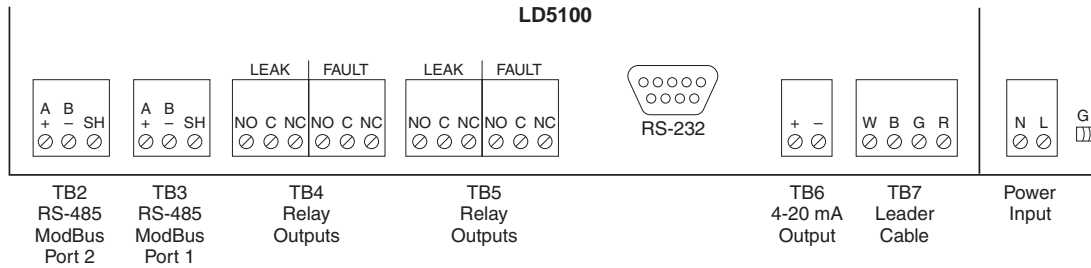 LD5100
LEAK FAULT LEAK FAULT
A B A B
+ – SH + – SH
NO C NC NO C NC NO C NC NO C NC
RS-232
+ –
W B G R
N L
G
TB2
RS-485
ModBus
Port 2
TB3
RS-485
ModBus
Port 1
TB4
Relay
Outputs
TB5
Relay
Outputs
TB6
4-20 mA
Output
TB7
Leader
Cable
Power
Input